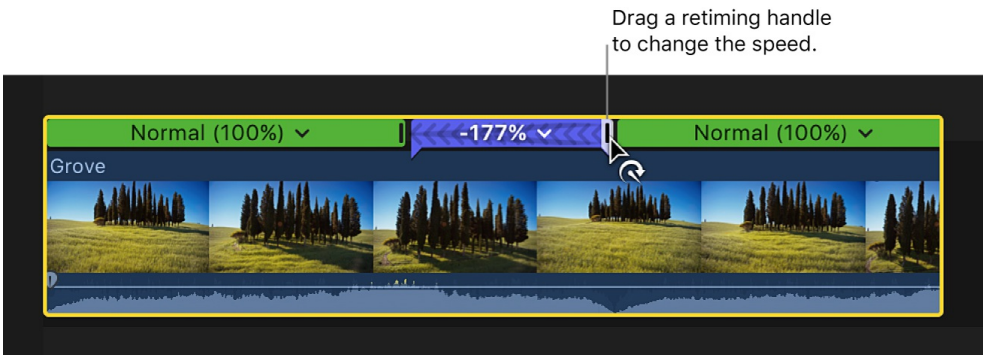 Drag a retiming handle
to change the speed.
Normal (100%)
-177%
Normal (100%)
Grove